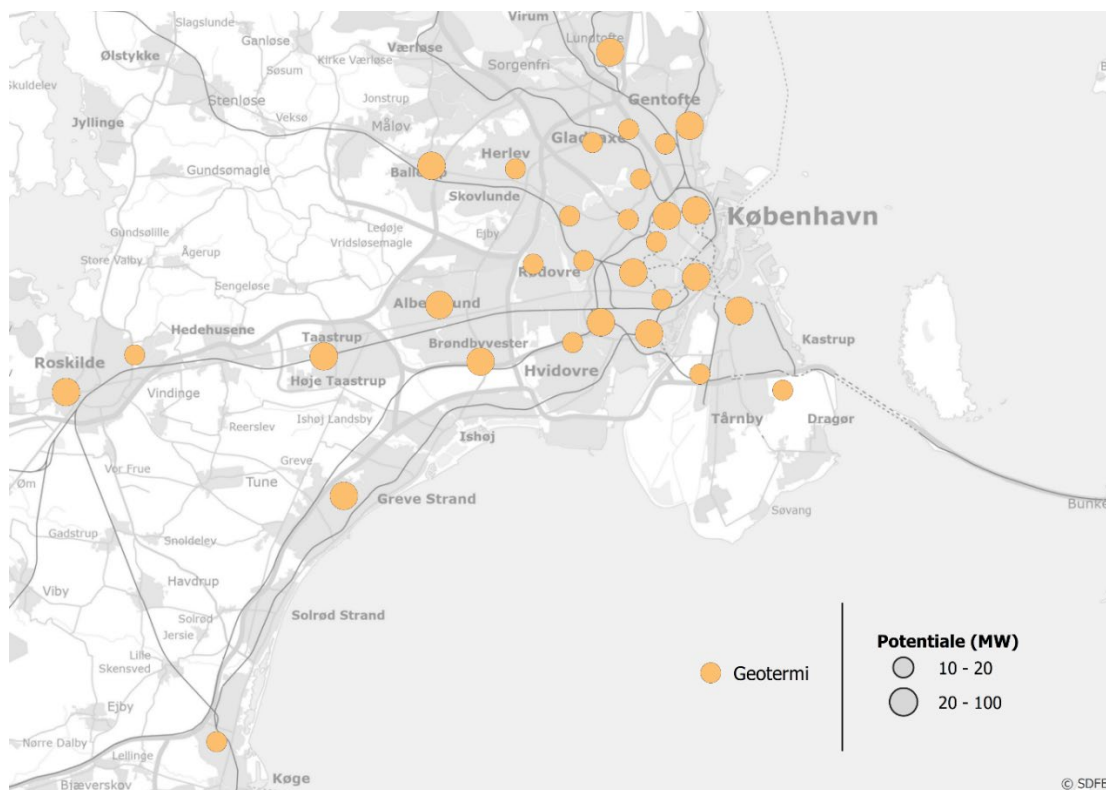 Virum
Slagslunde
Lundtofte
Ganløse
Værløse
Ølstykke
Kirke Værløse
Sorgenfri
Skuldelev
Søsum
Stenløse
Jonstrup
Gentofte
Veksø
Jyllinge
Måløv
Herlev
Gundsømagle
Skovlunde
København
Ledøje
Gundsølille
Vridsløsemagle
Ejby
Ågerup
Store Valby
Rødovre
Sengeløse
Hedehusene
Taastrup
Brøndbyvester
Kastrup
Roskilde
Høje Taastrup
Hvidovre
Vindinge
Ishøj Landsby
Tårnby
Dragør
Reerslev
Ishøj
Vor Frue
Greve
Øm
Tune
Greve Strand
Bunke
Søvang
Gadstrup
Snoldelev
Havdrup
Viby
Solrød
Solrød Strand
Jersie
Lille
Skensved
Potentiale (MW)
10 - 20
Geotermi
20 - 100
Ejby
Nørre Dalby
Lellinge
Køge
Bjæverskov
© SDFE